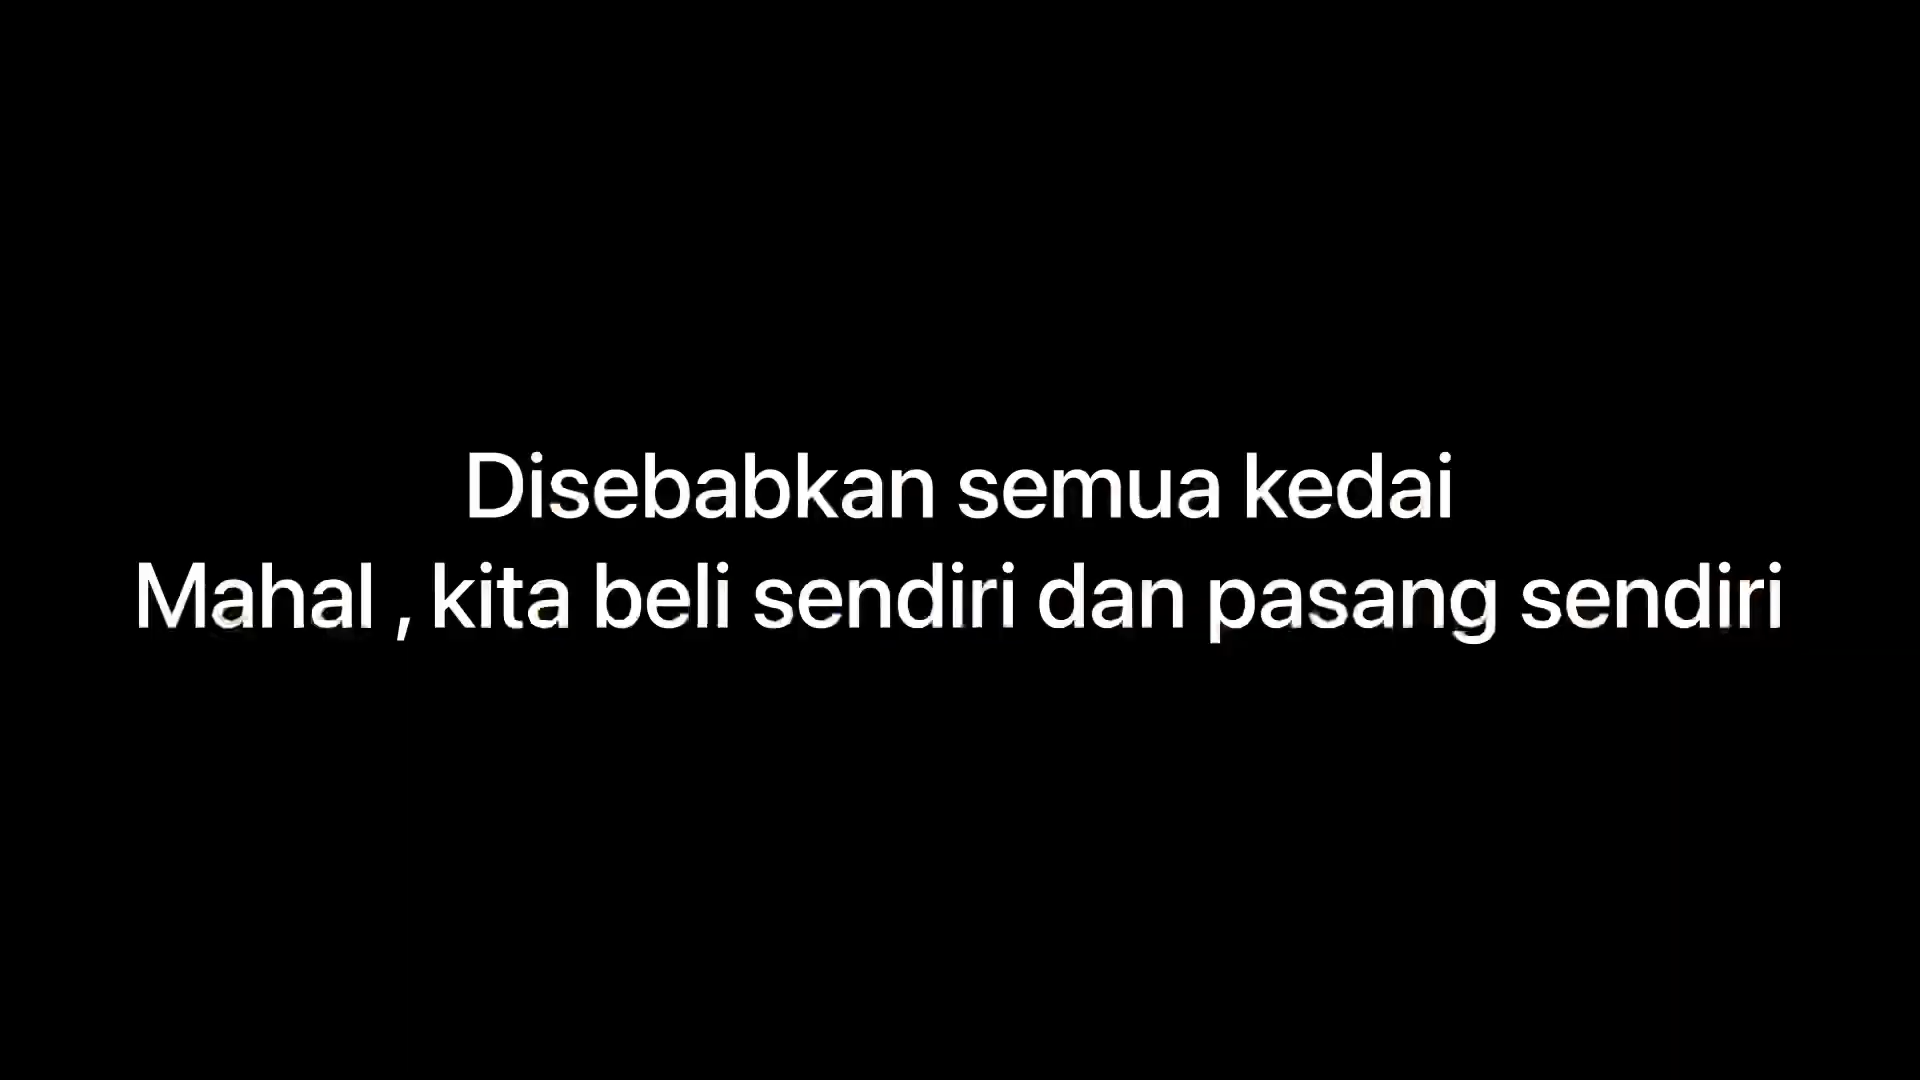 Disebabkan semua kedai
Mahal , kita beli sendiri dan pasang sendiri